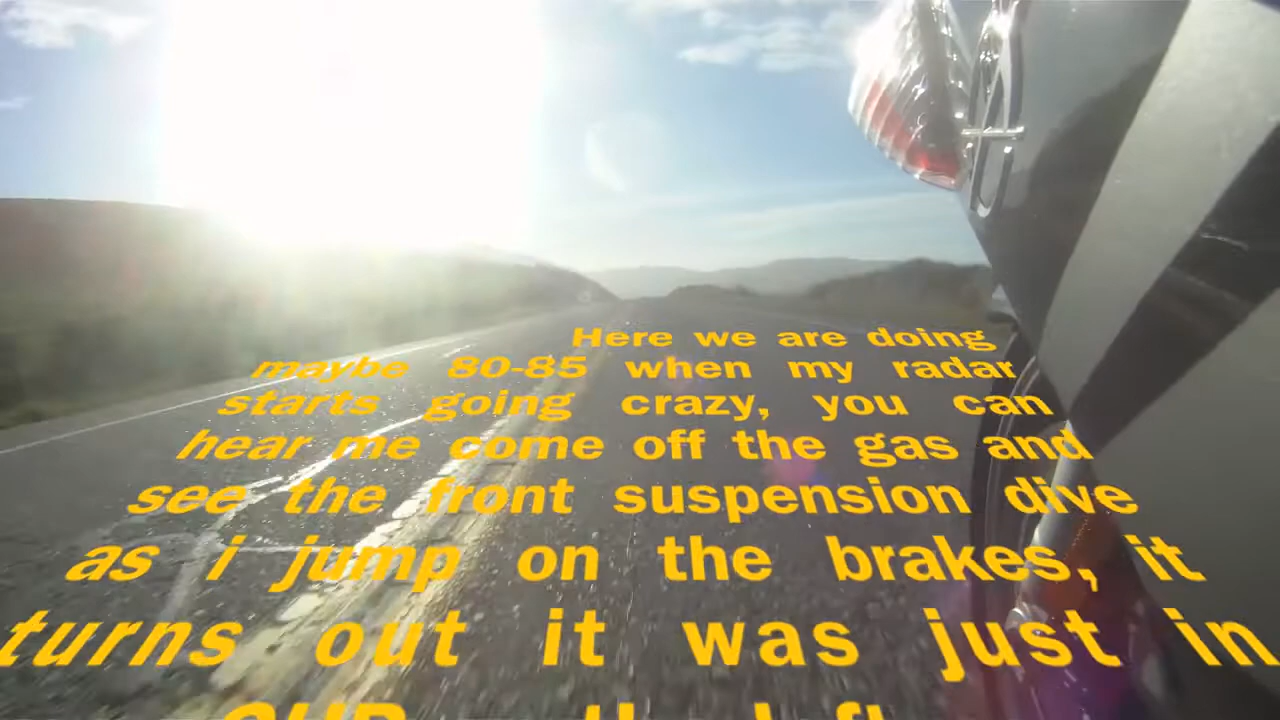 Here we are doing
maybe 80-85 when my radar
starts going crazy, you can
hear me come off the gas and
see the front suspension dive
as i jump on the brakes, it
turns out it was just in